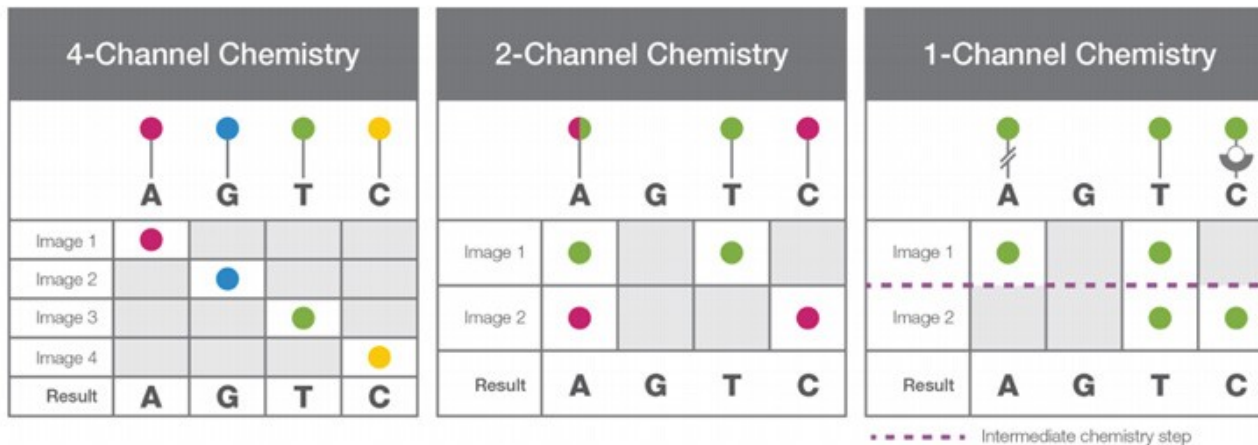 4-Channel Chemistry
A G T C
Image 1
Image 2
Image 3
Image 4
Result A G T C
2-Channel Chemistry
A G T C
Image 1
Image 2
Result A G T C
1-Channel Chemistry
A G T C
Image 1
Image 2
Result A G T C
Intermediate chemistry step